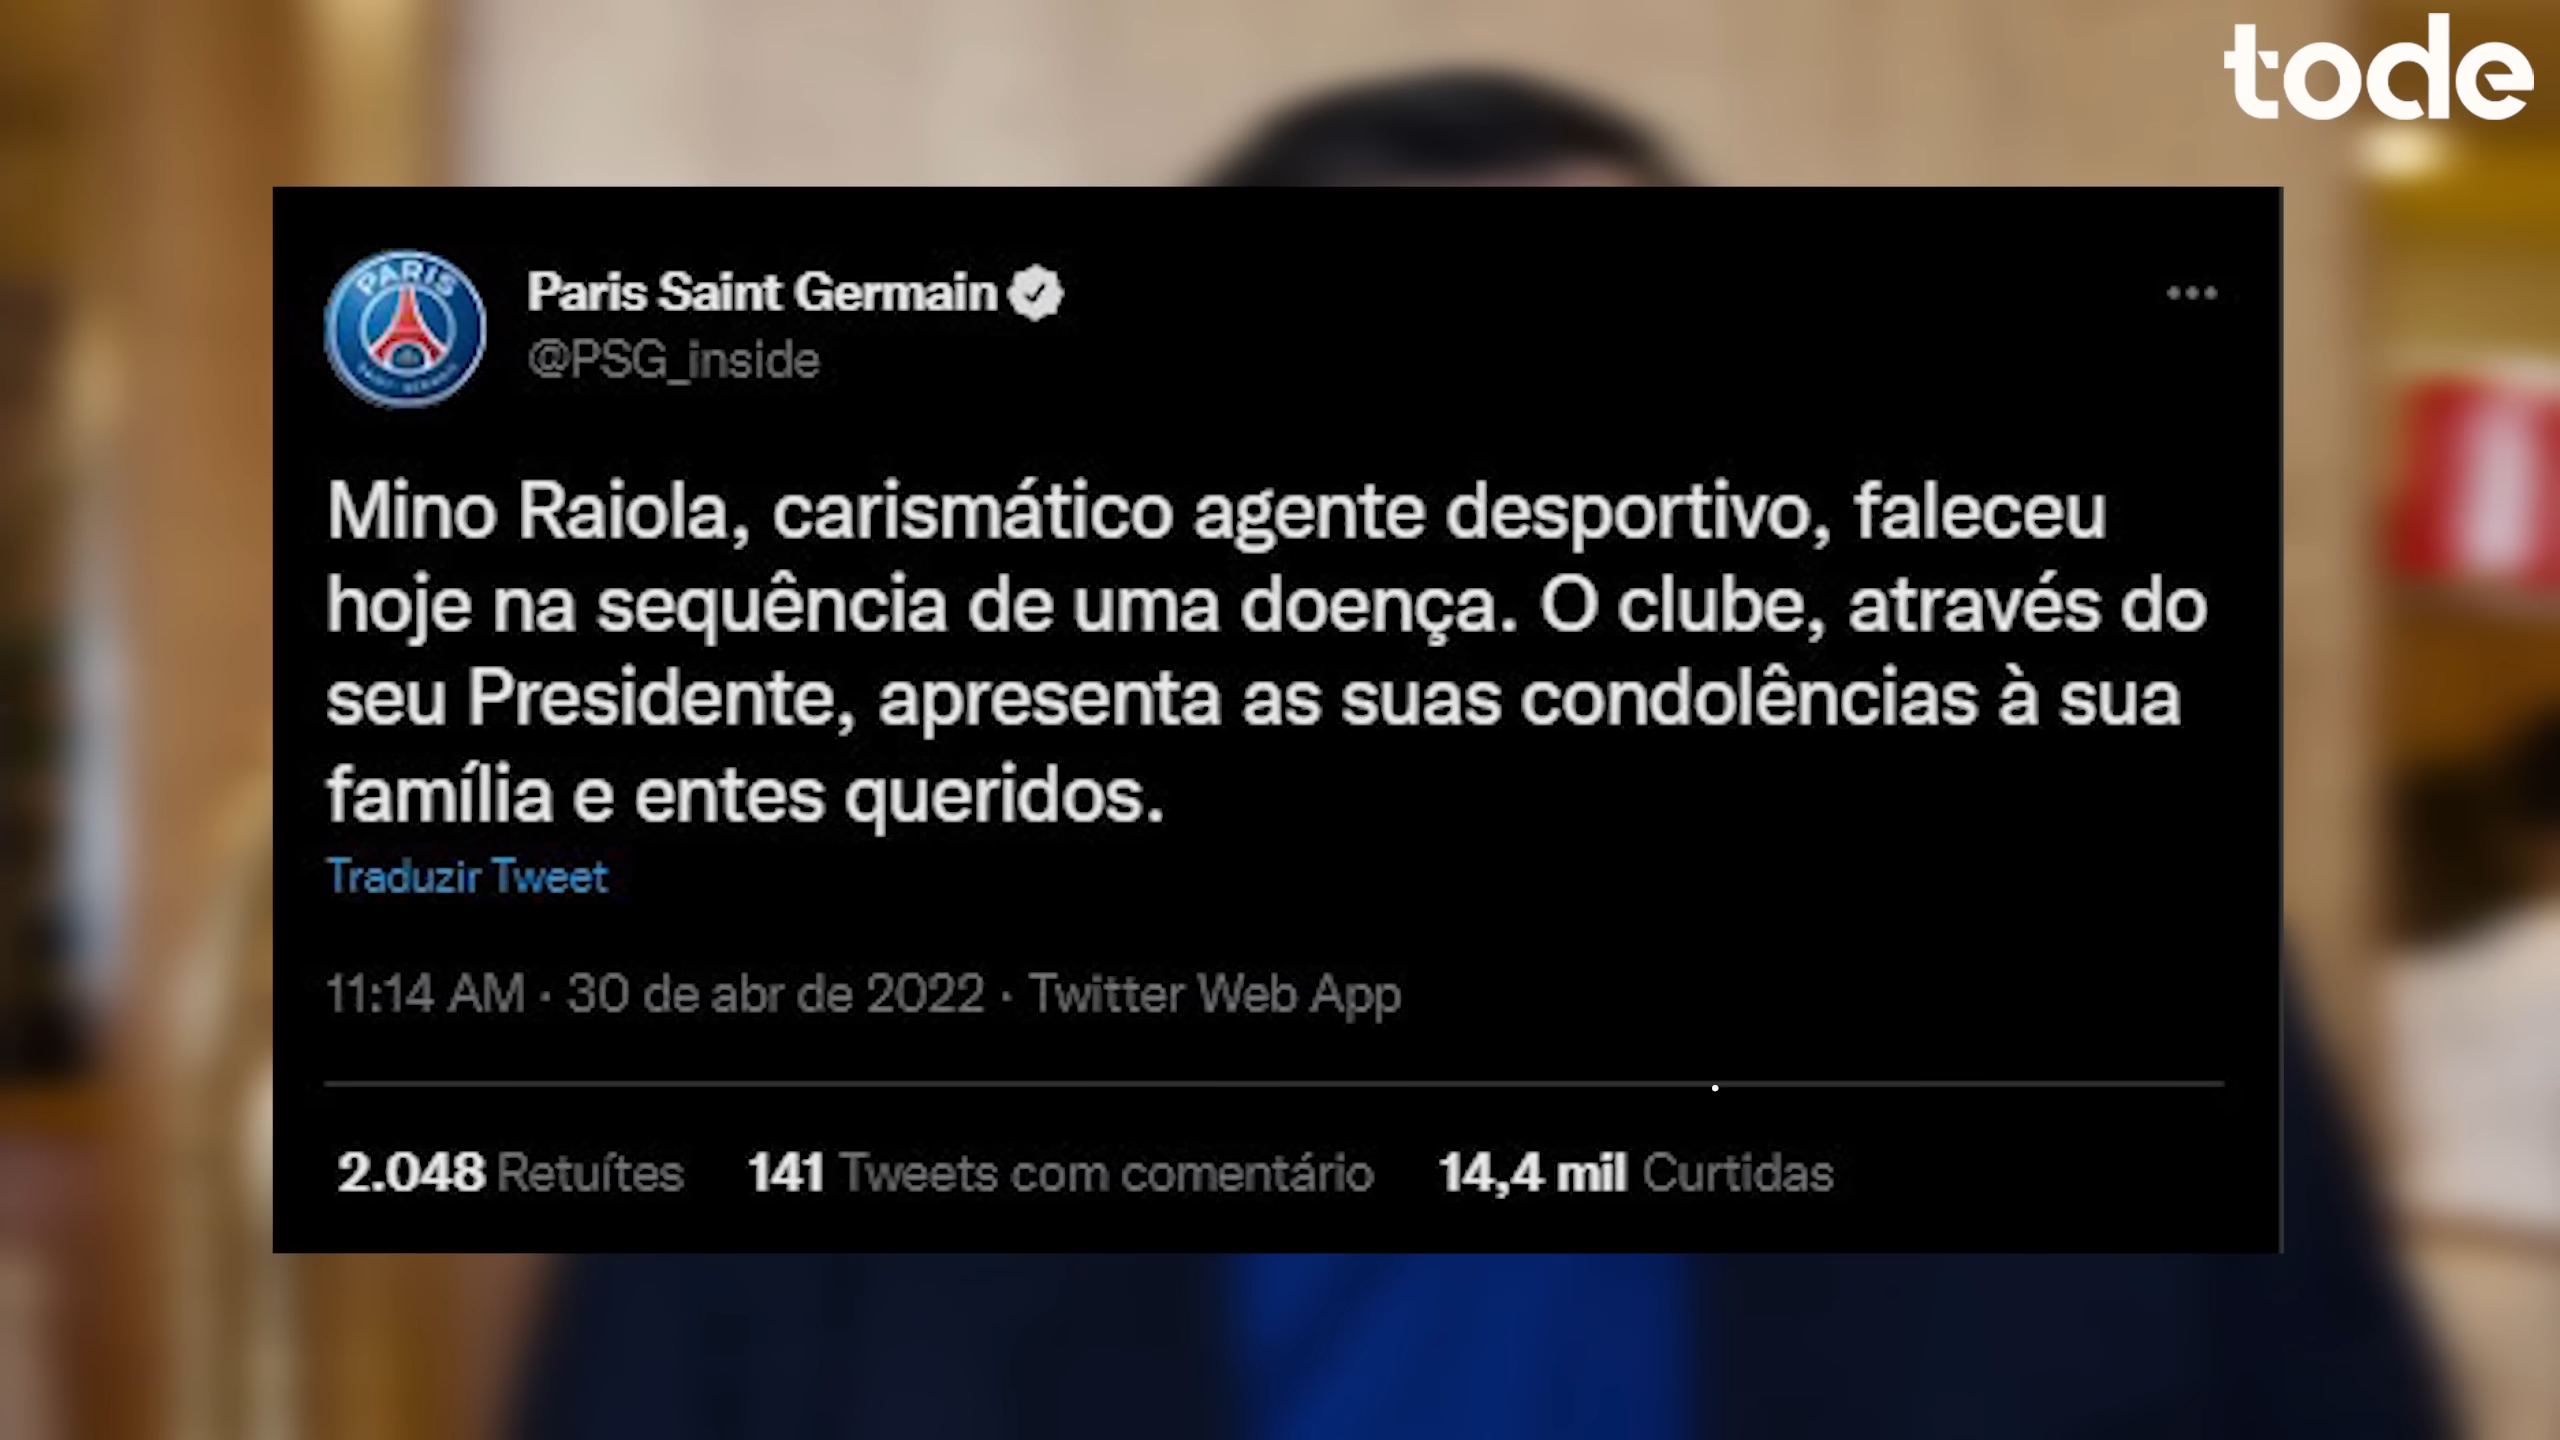 tode
Paris Saint Germain
@PSG_inside
Mino Raiola, carismático agente desportivo, faleceu
hoje na sequência de uma doença. O clube, através do
seu Presidente, apresenta as suas condolências à sua
família e entes queridos.
Traduzir Tweet
11:14 AM · 30 de abr de 2022 · Twitter Web App
2.048 Retuítes 141 Tweets com comentário 14,4 mil Curtidas
PARIS